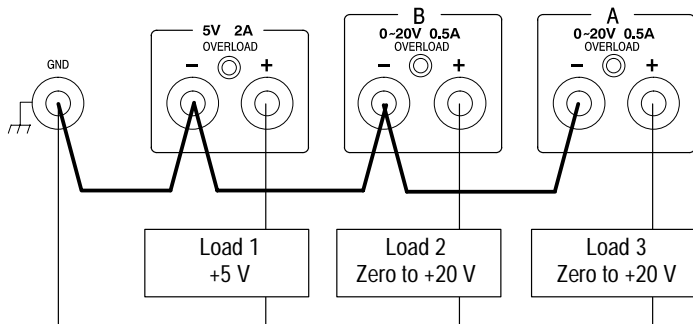 GND
5V 2A
OVERLOAD
− +
B
0~20V 0.5A
OVERLOAD
− +
A
0~20V 0.5A
OVERLOAD
− +
Load 1
+5 V
Load 2
Zero to +20 V
Load 3
Zero to +20 V